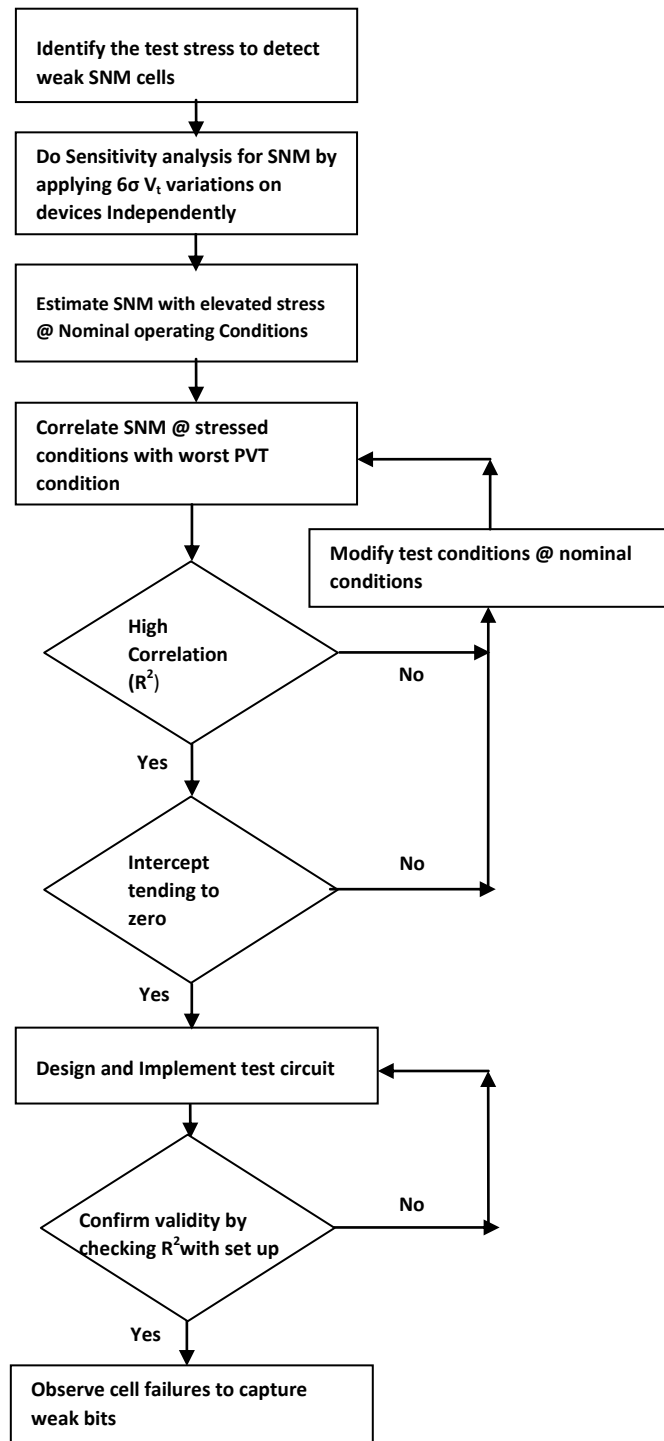 Identify the test stress to detect
weak SNM cells
Do Sensitivity analysis for SNM by
applying 6σ Vt variations on
devices Independently
Estimate SNM with elevated stress
@ Nominal operating Conditions
Correlate SNM @ stressed
conditions with worst PVT
condition
Modify test conditions @ nominal
conditions
High
Correlation
(R²)
No
Yes
Intercept
tending to
zero
No
Yes
Design and Implement test circuit
Confirm validity by
checking R²with set up
No
Yes
Observe cell failures to capture
weak bits